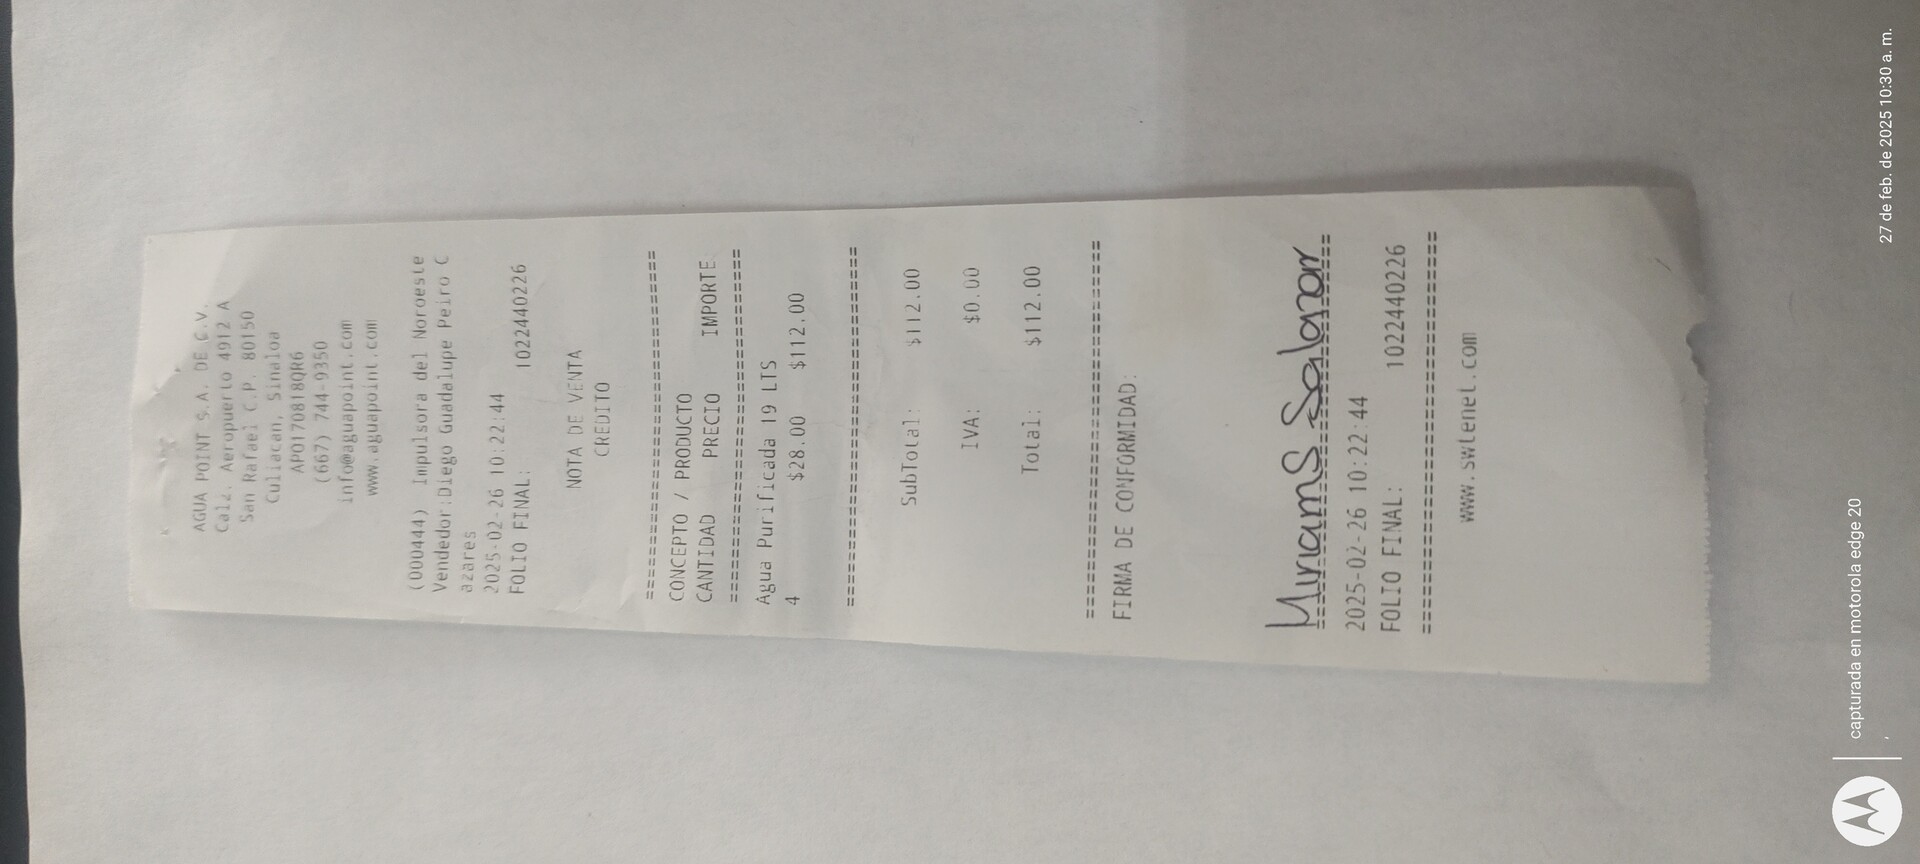 AGUA POINT S.A. DE C.V.
Calz. Aeropuerto 4912 A
San Rafael C.P. 80150
Culiacan, Sinaloa
APO170818QR6
(667) 744-9350
info@aguapoint.com
www.aguapoint.com
(000444) Impulsora del Noroeste
Vendedor:Diego Guadalupe Peiro C
azares
2025-02-26 10:22:44
FOLIO FINAL: 1022440226
NOTA DE VENTA
CREDITO
================================
CONCEPTO / PRODUCTO
CANTIDAD PRECIO IMPORTE
================================
Agua Purificada 19 LTS
4 $28.00 $112.00
================================
SubTotal: $112.00
IVA: $0.00
Total: $112.00
================================
FIRMA DE CONFORMIDAD:
MiriamS Salazar
================================
2025-02-26 10:22:44
FOLIO FINAL: 1022440226
================================
www.swtenet.com
capturada en motorola edge 20
27 de feb. de 2025 10:30 a. m.